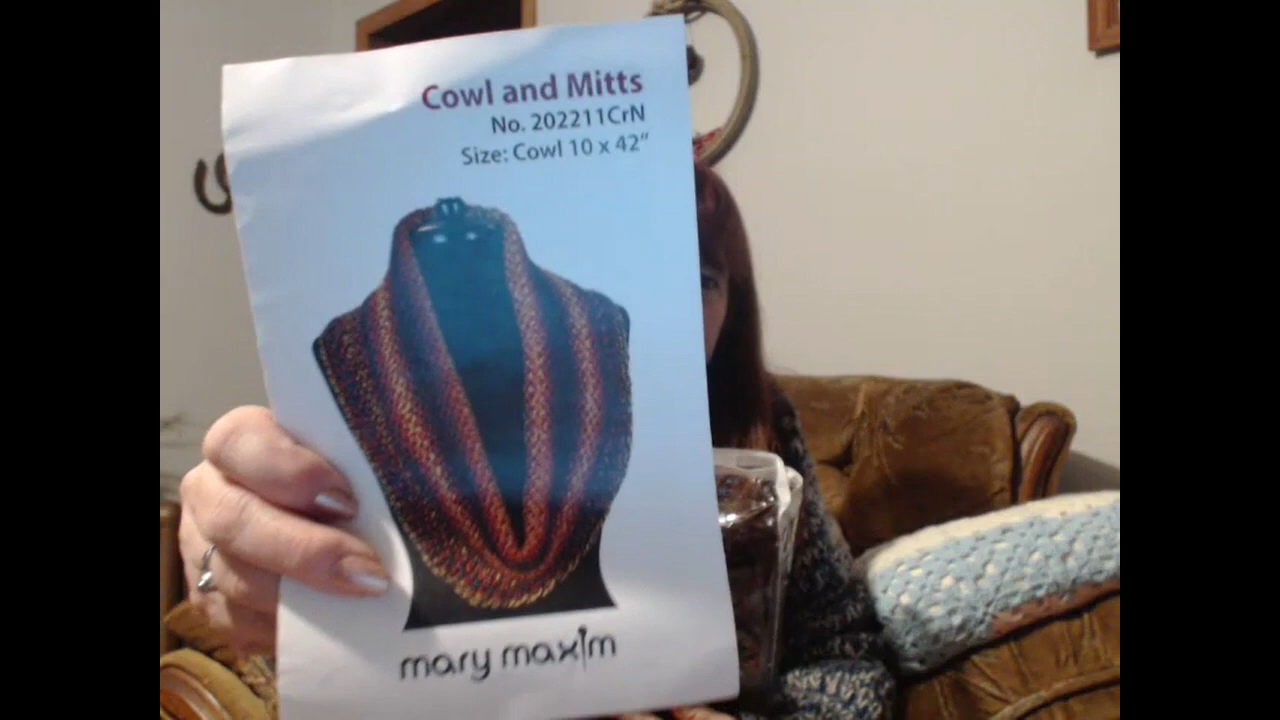 Cowl and Mitts
No. 202211CrN
Size: Cowl 10 x 42"
mary maxim